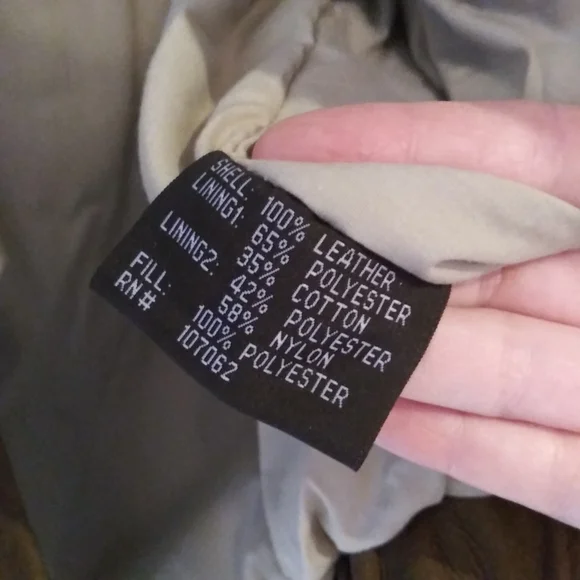 SHELL: 100% LEATHER
LINING1: 65% POLYESTER
35% COTTON
LINING2: 42% POLYESTER
58% NYLON
FILL: 100% POLYESTER
RN# 107062